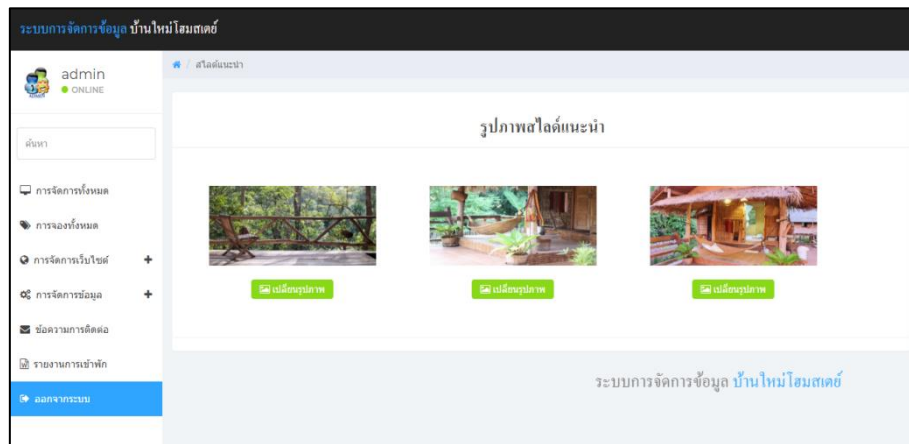 ระบบการจัดการข้อมูล บ้านใหม่โฮมสเตย์
admin
ONLINE
/ สไลด์แนะนำ
ค้นหา
การจัดการทั้งหมด
การจองทั้งหมด
การจัดการเว็บไซต์ +
การจัดการข้อมูล +
ข้อความการติดต่อ
รายงานการเข้าพัก
ออกจากระบบ
รูปภาพสไลด์แนะนำ
เปลี่ยนรูปภาพ เปลี่ยนรูปภาพ เปลี่ยนรูปภาพ
ระบบการจัดการข้อมูล บ้านใหม่โฮมสเตย์